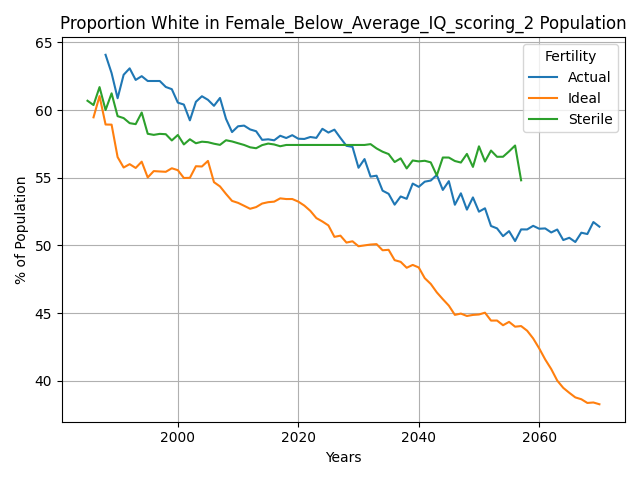 Proportion White in Female_Below_Average_IQ_scoring_2 Population
65
60
55
50
45
40
% of Population
Fertility
Actual
Ideal
Sterile
2000
2020
2040
2060
Years